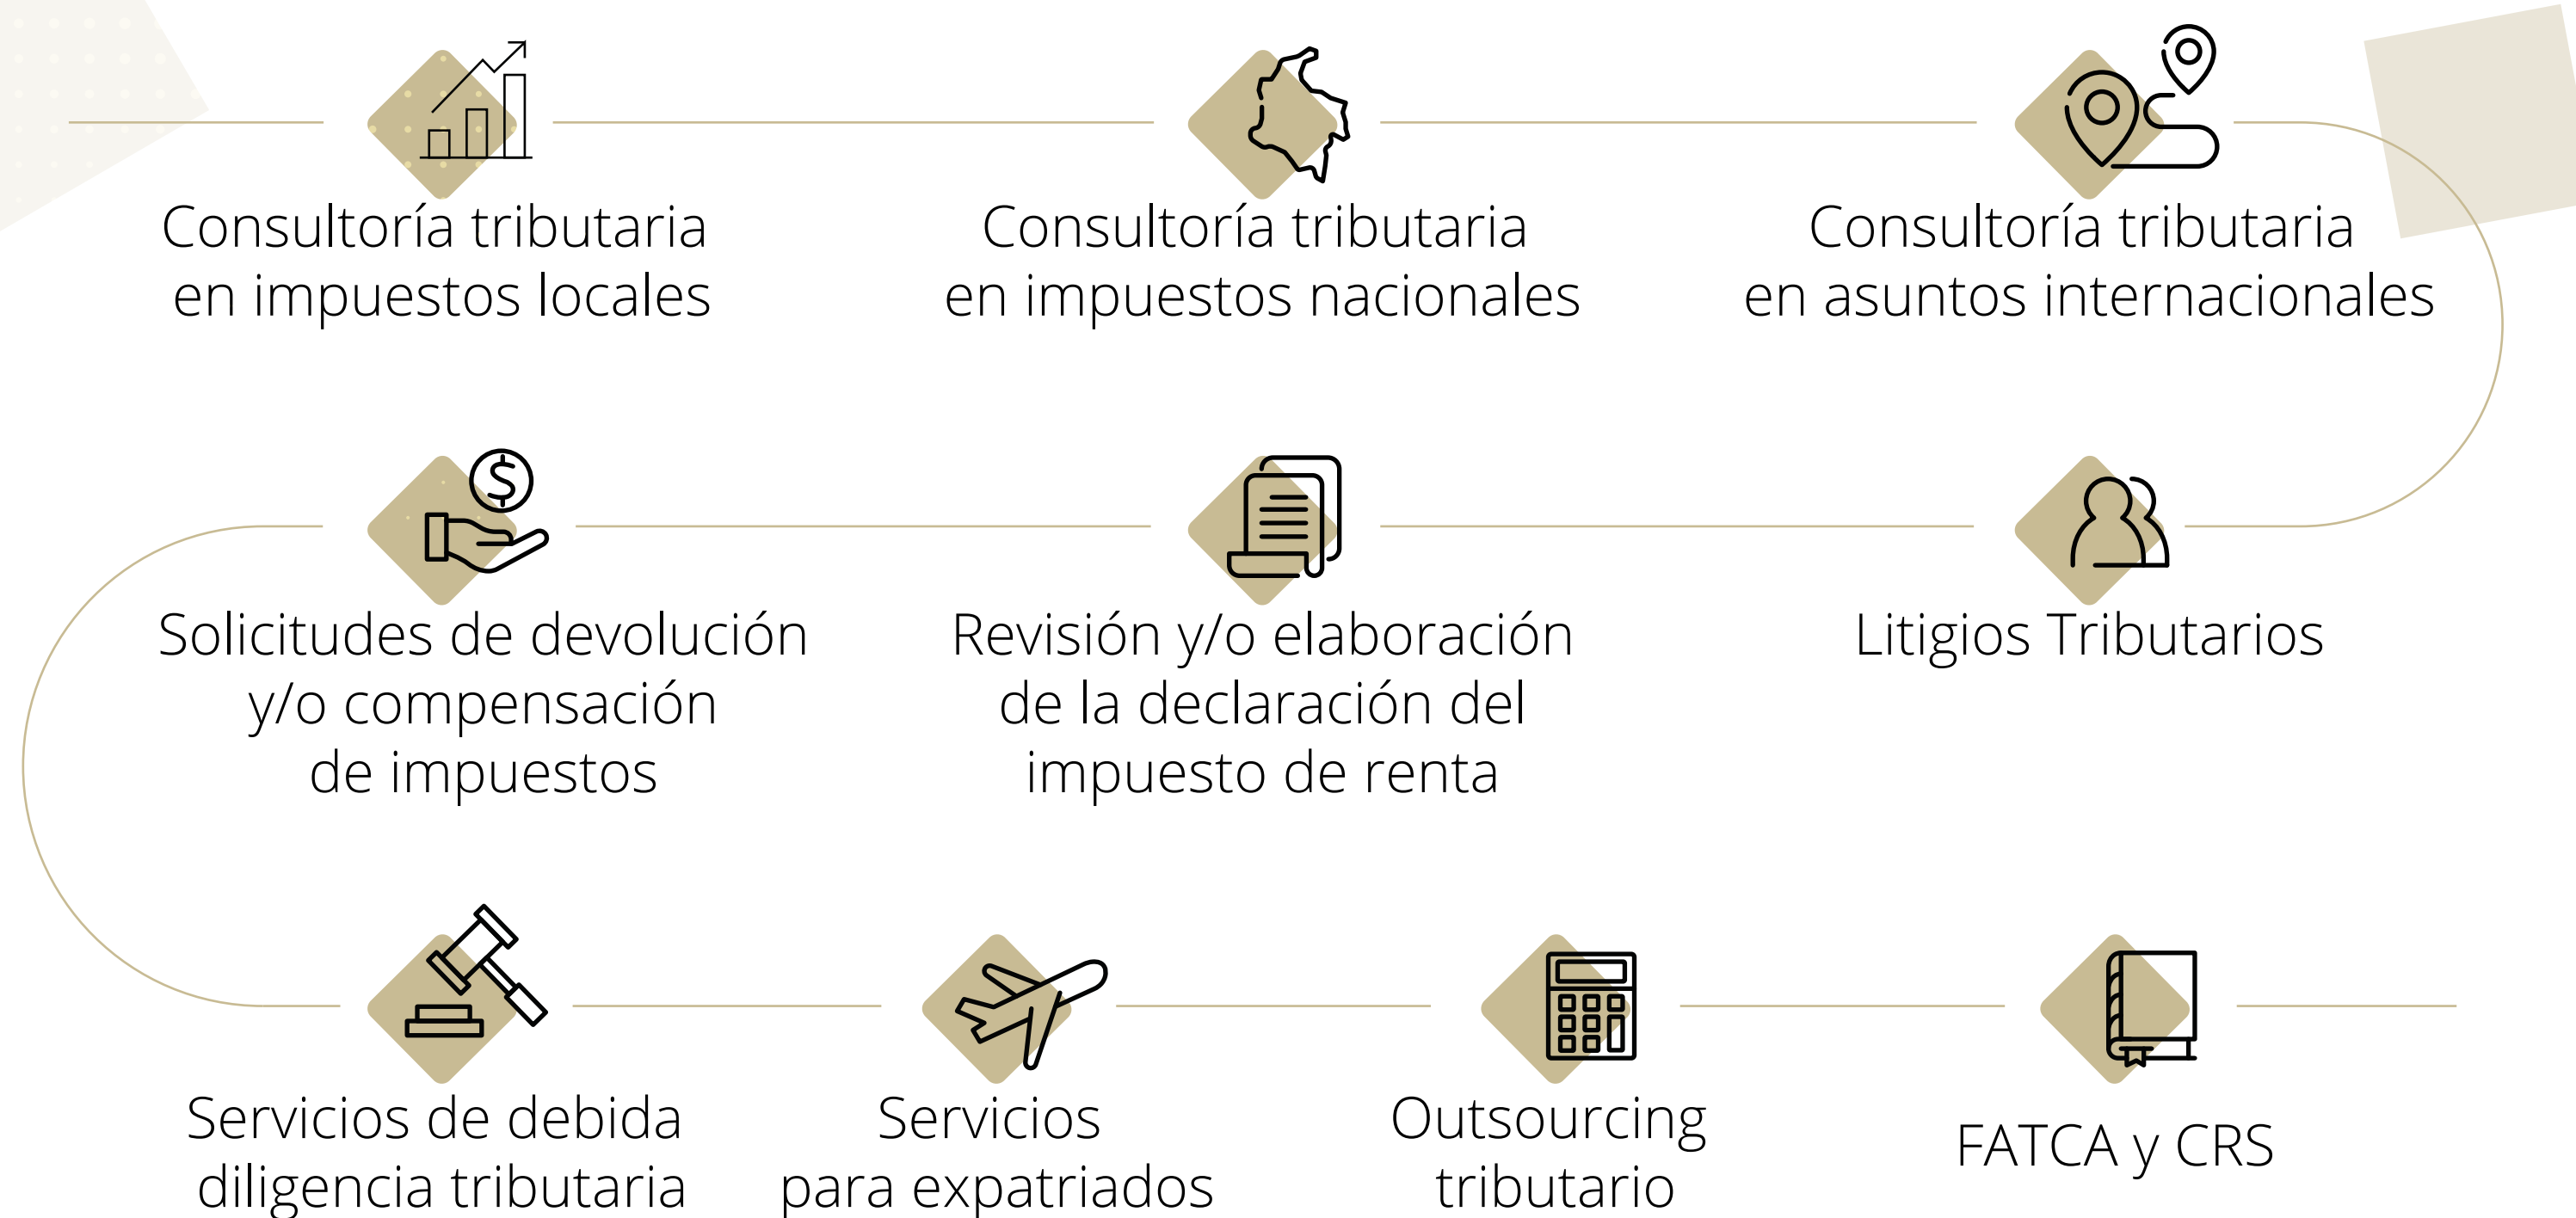 Consultoría tributaria
en impuestos locales
Consultoría tributaria
en impuestos nacionales
Consultoría tributaria
en asuntos internacionales
$
Solicitudes de devolución
y/o compensación
de impuestos
Revisión y/o elaboración
de la declaración del
impuesto de renta
Litigios Tributarios
Servicios de debida
diligencia tributaria
Servicios
para expatriados
Outsourcing
tributario
FATCA y CRS